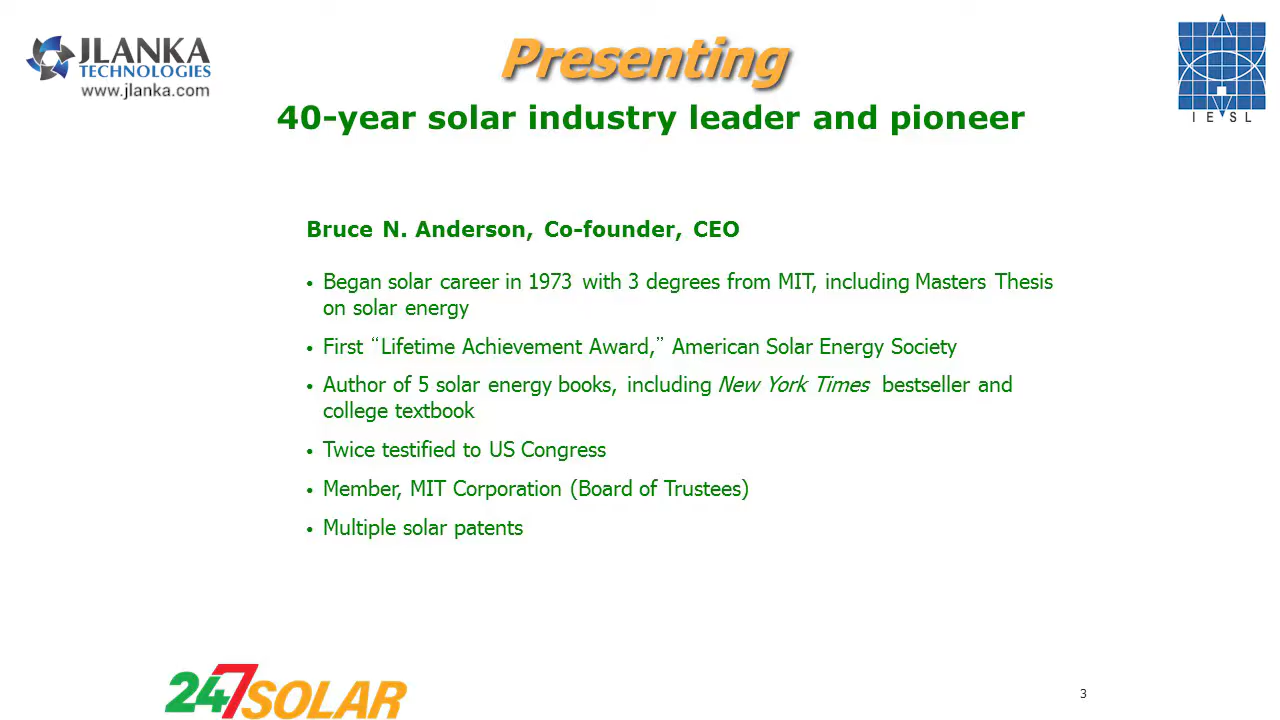 JLANKA
TECHNOLOGIES
www.jlanka.com
Presenting
IESL
40-year solar industry leader and pioneer
Bruce N. Anderson, Co-founder, CEO
• Began solar career in 1973 with 3 degrees from MIT, including Masters Thesis
on solar energy
• First “Lifetime Achievement Award,” American Solar Energy Society
• Author of 5 solar energy books, including New York Times bestseller and
college textbook
• Twice testified to US Congress
• Member, MIT Corporation (Board of Trustees)
• Multiple solar patents
247SOLAR
3